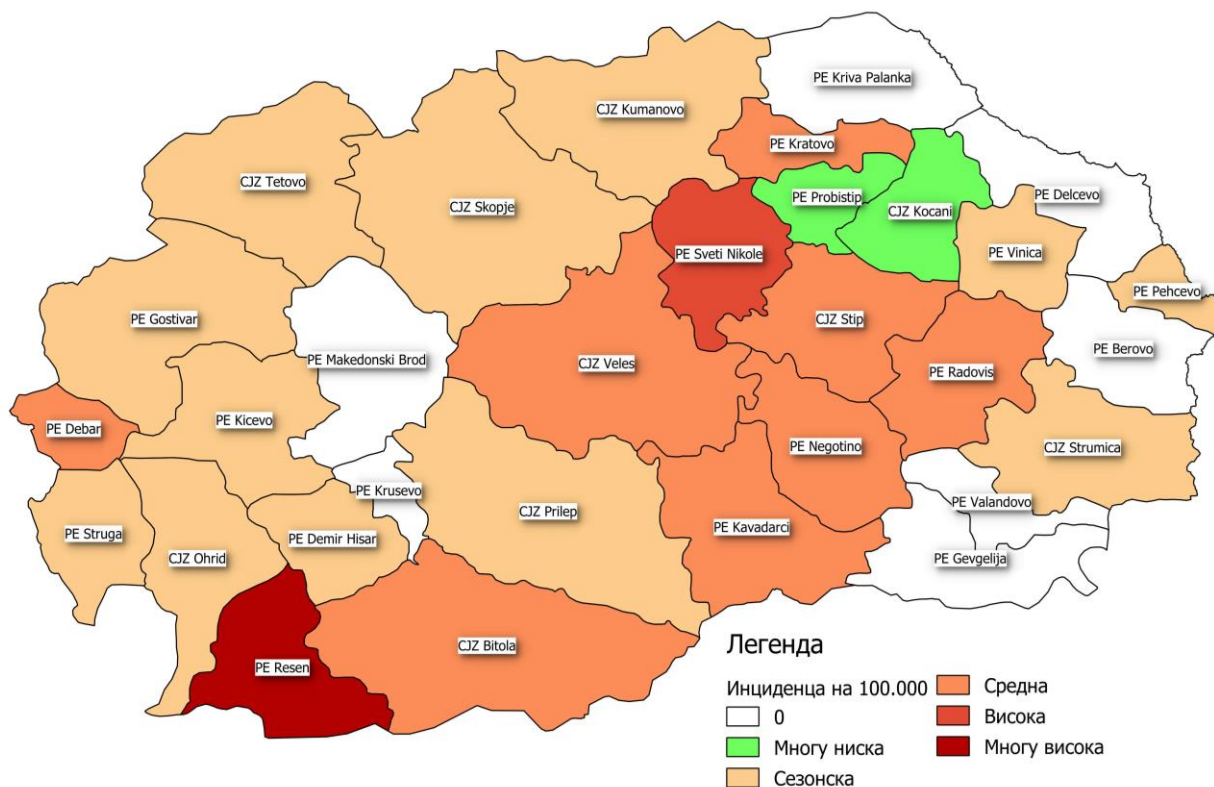 PE Kriva Palanka
CJZ Kumanovo
PE Kratovo
CJZ Tetovo
PE Probistip
PE Delcevo
CJZ Skopje
CJZ Kocani
PE Sveti Nikole
PE Vinica
PE Pehcevo
PE Gostivar
CJZ Stip
PE Makedonski Brod
PE Berovo
CJZ Veles
PE Radovis
PE Kicevo
PE Debar
PE Negotino
CJZ Strumica
PE Krusevo
PE Valandovo
CJZ Prilep
PE Kavadarci
PE Struga
PE Demir Hisar
CJZ Ohrid
PE Gevgelija
CJZ Bitola
PE Resen
Легенда
Инциденца на 100.000
0
Многу ниска
Сезонска
Средна
Висока
Многу висока